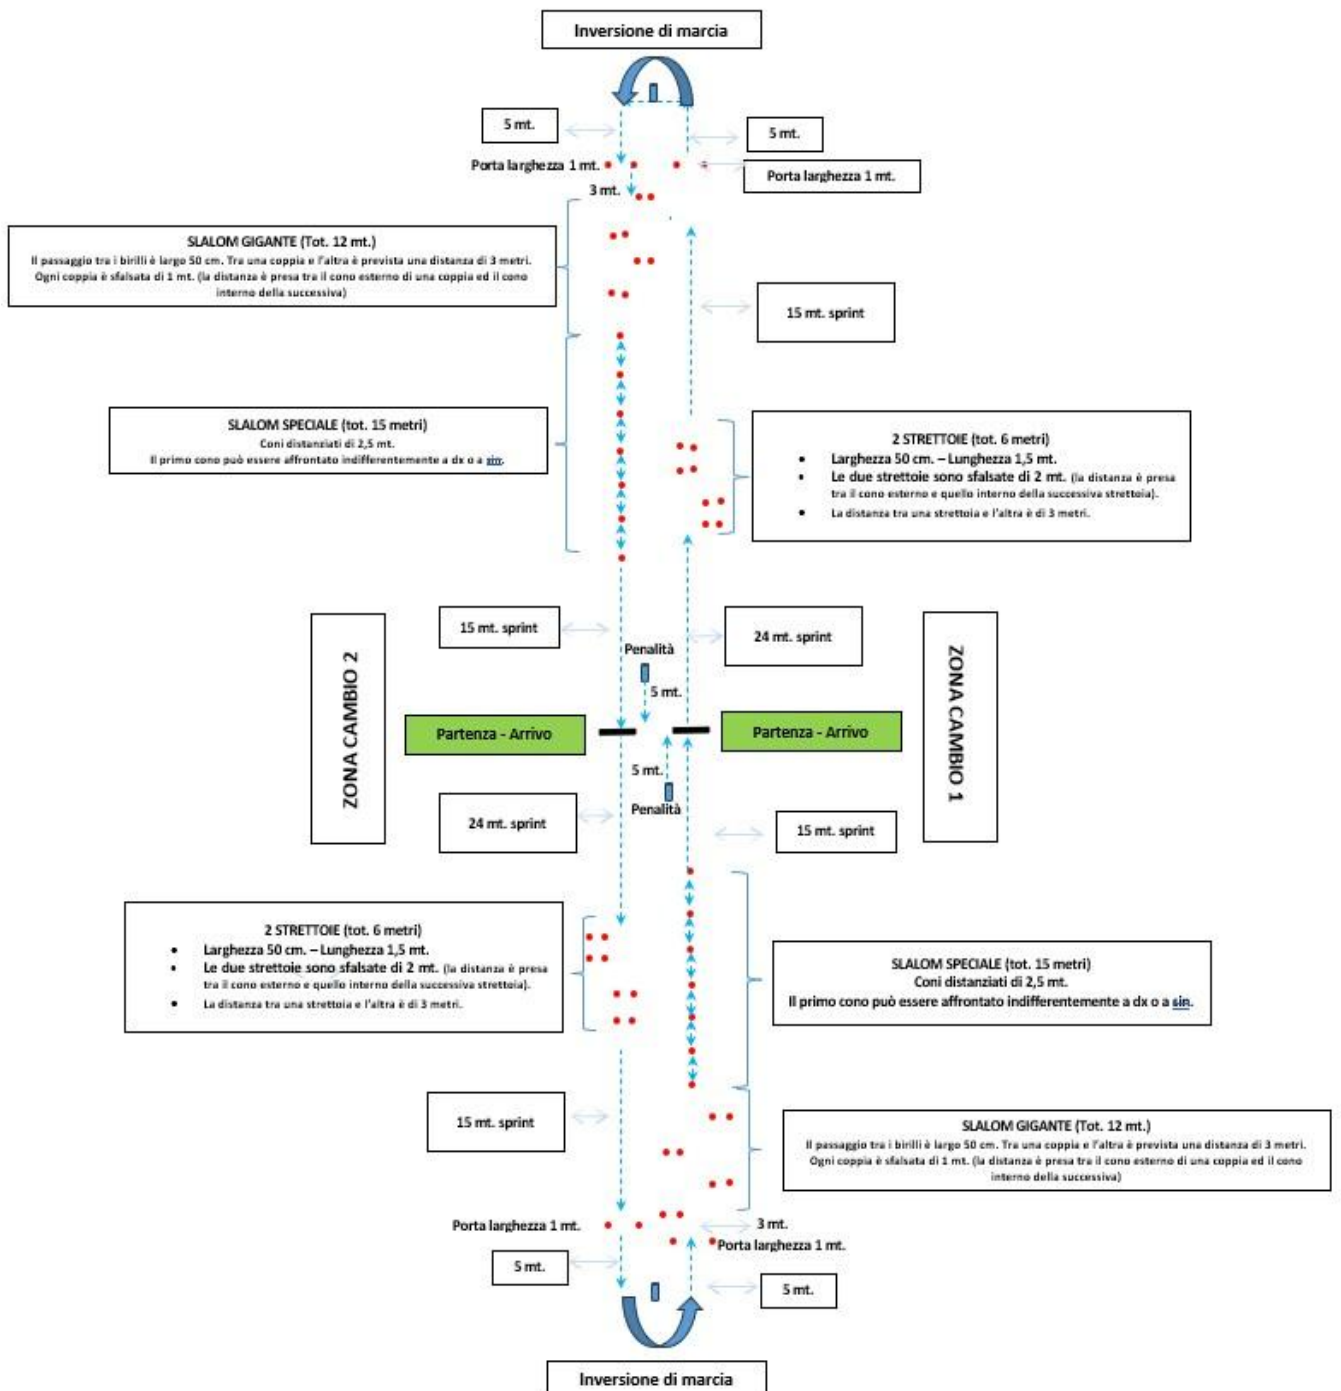 Inversione di marcia
5 mt.
5 mt.
Porta larghezza 1 mt.
Porta larghezza 1 mt.
3 mt.
SLALOM GIGANTE (Tot. 12 mt.)
Il passaggio tra i birilli è largo 50 cm. Tra una coppia e l'altra è prevista una distanza di 3 metri.
Ogni coppia è sfalsata di 1 mt. (la distanza è presa tra il cono esterno di una coppia ed il cono
interno della successiva)
15 mt. sprint
SLALOM SPECIALE (tot. 15 metri)
Coni distanziati di 2,5 mt.
Il primo cono può essere affrontato indifferentemente a dx o a sin.
2 STRETTOIE (tot. 6 metri)
• Larghezza 50 cm. – Lunghezza 1,5 mt.
• Le due strettoie sono sfalsate di 2 mt. (la distanza è presa
tra il cono esterno e quello interno della successiva strettoia).
• La distanza tra una strettoia e l'altra è di 3 metri.
15 mt. sprint
24 mt. sprint
Penalità
5 mt.
ZONA CAMBIO 2
ZONA CAMBIO 1
Partenza - Arrivo
Partenza - Arrivo
5 mt.
Penalità
24 mt. sprint
15 mt. sprint
2 STRETTOIE (tot. 6 metri)
• Larghezza 50 cm. – Lunghezza 1,5 mt.
• Le due strettoie sono sfalsate di 2 mt. (la distanza è presa
tra il cono esterno e quello interno della successiva strettoia).
• La distanza tra una strettoia e l'altra è di 3 metri.
SLALOM SPECIALE (tot. 15 metri)
Coni distanziati di 2,5 mt.
Il primo cono può essere affrontato indifferentemente a dx o a sin.
15 mt. sprint
SLALOM GIGANTE (Tot. 12 mt.)
Il passaggio tra i birilli è largo 50 cm. Tra una coppia e l'altra è prevista una distanza di 3 metri.
Ogni coppia è sfalsata di 1 mt. (la distanza è presa tra il cono esterno di una coppia ed il cono
interno della successiva)
Porta larghezza 1 mt.
3 mt.
Porta larghezza 1 mt.
5 mt.
5 mt.
Inversione di marcia